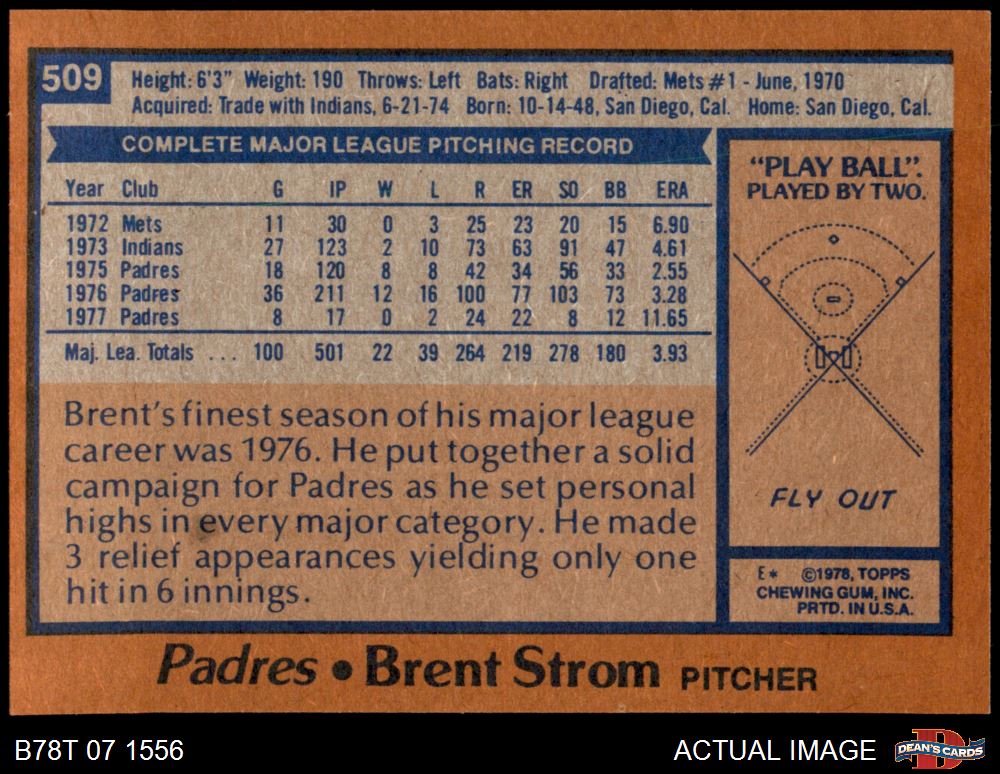 509
Height: 6'3" Weight: 190 Throws: Left Bats: Right Drafted: Mets #1 - June, 1970
Acquired: Trade with Indians, 6-21-74 Born: 10-14-48, San Diego, Cal. Home: San Diego, Cal.
COMPLETE MAJOR LEAGUE PITCHING RECORD
Year Club G IP W L R ER SO BB ERA
1972 Mets 11 30 0 3 25 23 20 15 6.90
1973 Indians 27 123 2 10 73 63 91 47 4.61
1975 Padres 18 120 8 8 42 34 56 33 2.55
1976 Padres 36 211 12 16 100 77 103 73 3.28
1977 Padres 8 17 0 2 24 22 8 12 11.65
Maj. Lea. Totals ... 100 501 22 39 264 219 278 180 3.93
Brent's finest season of his major league
career was 1976. He put together a solid
campaign for Padres as he set personal
highs in every major category. He made
3 relief appearances yielding only one
hit in 6 innings.
"PLAY BALL".
PLAYED BY TWO.
FLY OUT
E* ©1978, TOPPS
CHEWING GUM, INC.
PRTD. IN U.S.A.
Padres • Brent Strom PITCHER
B78T 07 1556
ACTUAL IMAGE
DEAN'S CARDS